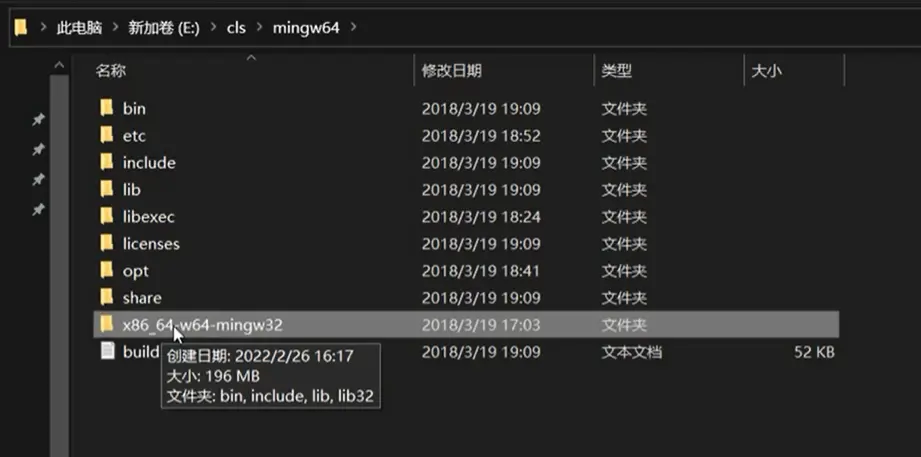 此电脑 > 新加卷 (E:) > cls > mingw64 >
名称 修改日期 类型 大小
bin 2018/3/19 19:09 文件夹
etc 2018/3/19 18:52 文件夹
include 2018/3/19 19:09 文件夹
lib 2018/3/19 19:09 文件夹
libexec 2018/3/19 18:24 文件夹
licenses 2018/3/19 19:09 文件夹
opt 2018/3/19 18:41 文件夹
share 2018/3/19 19:09 文件夹
x86_64-w64-mingw32 2018/3/19 17:03 文件夹
build 2018/3/19 19:09 文本文档 52 KB
创建日期: 2022/2/26 16:17
大小: 196 MB
文件夹: bin, include, lib, lib32